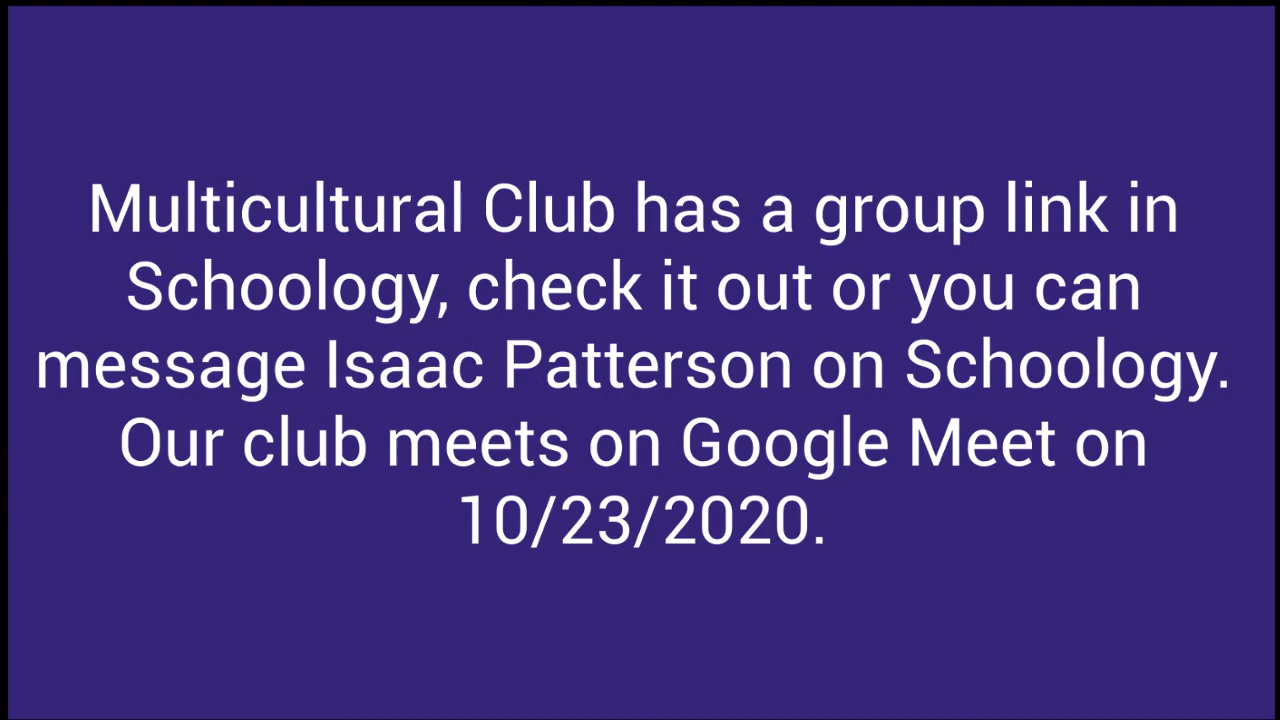 Multicultural Club has a group link in
Schoology, check it out or you can
message Isaac Patterson on Schoology.
Our club meets on Google Meet on
10/23/2020.